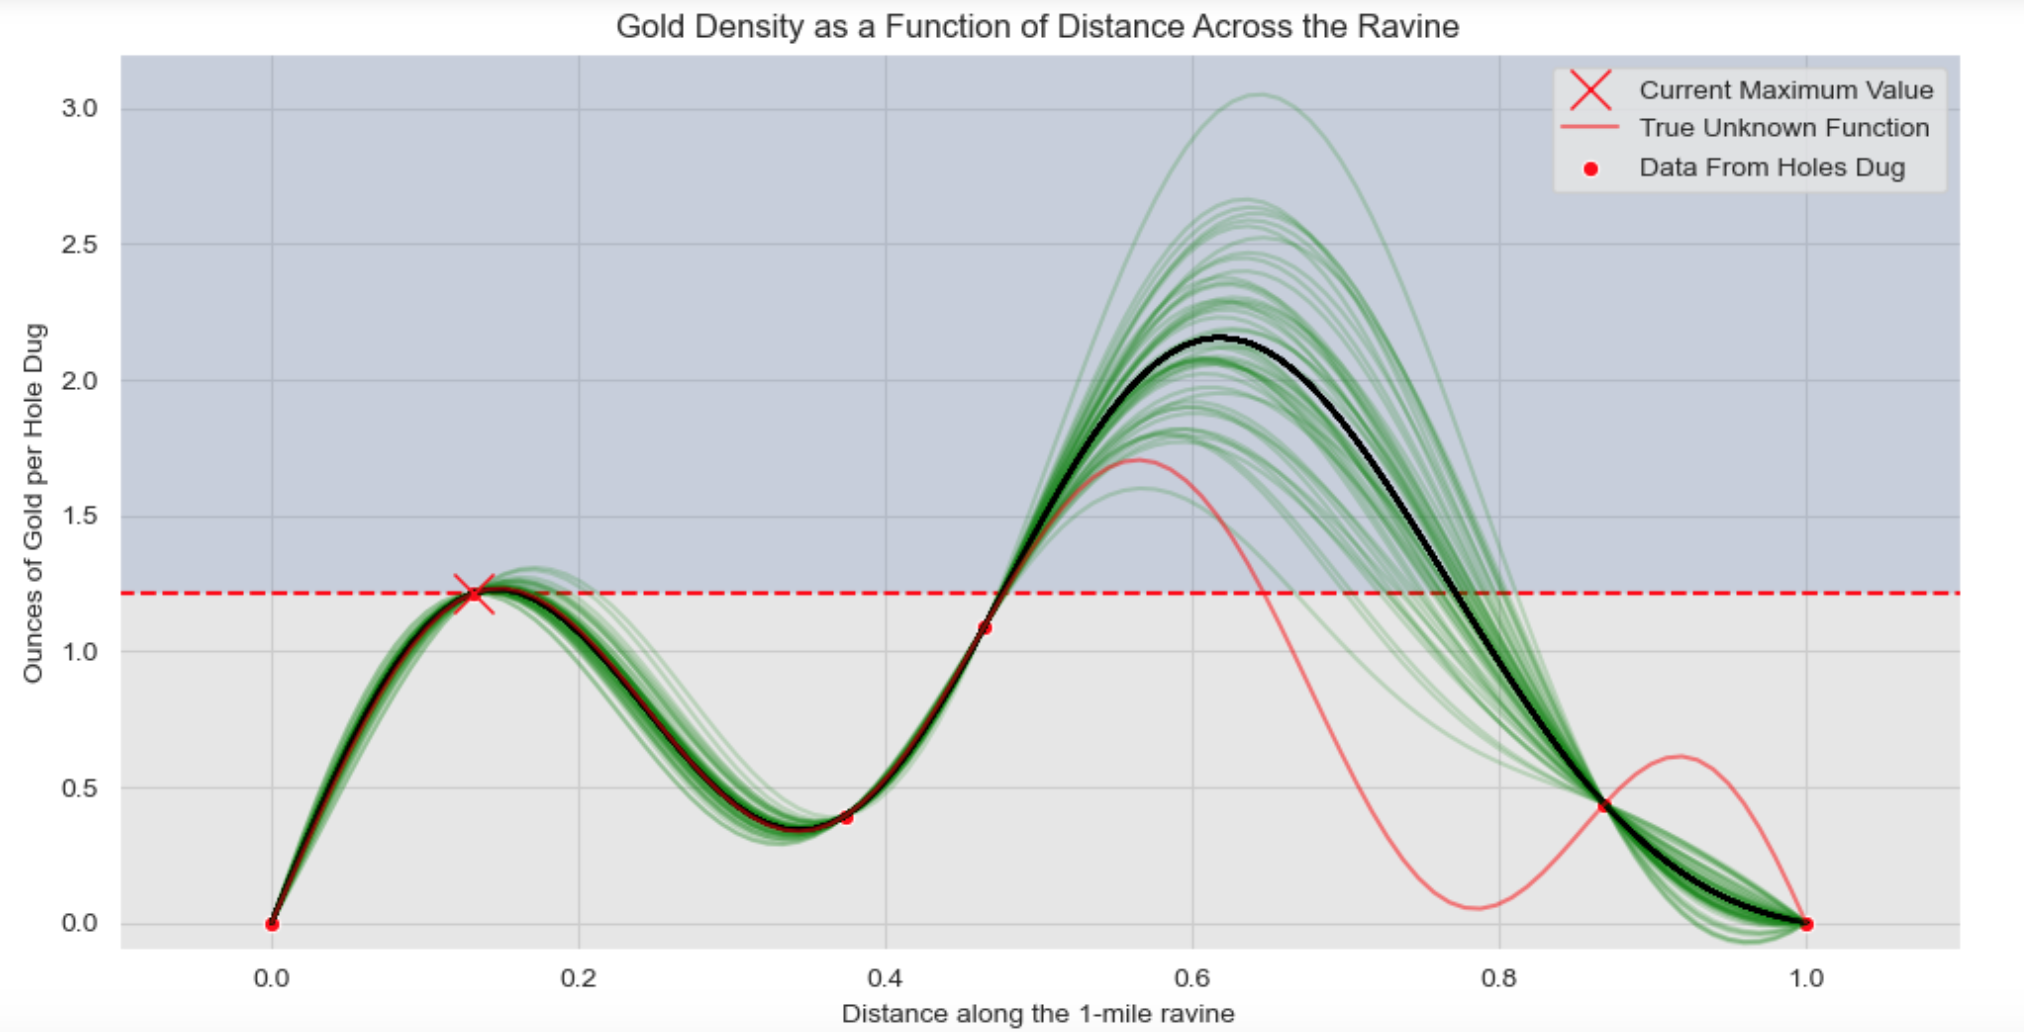 Gold Density as a Function of Distance Across the Ravine
Current Maximum Value
True Unknown Function
Data From Holes Dug
Ounces of Gold per Hole Dug
3.0
2.5
2.0
1.5
1.0
0.5
0.0
0.0 0.2 0.4 0.6 0.8 1.0
Distance along the 1-mile ravine